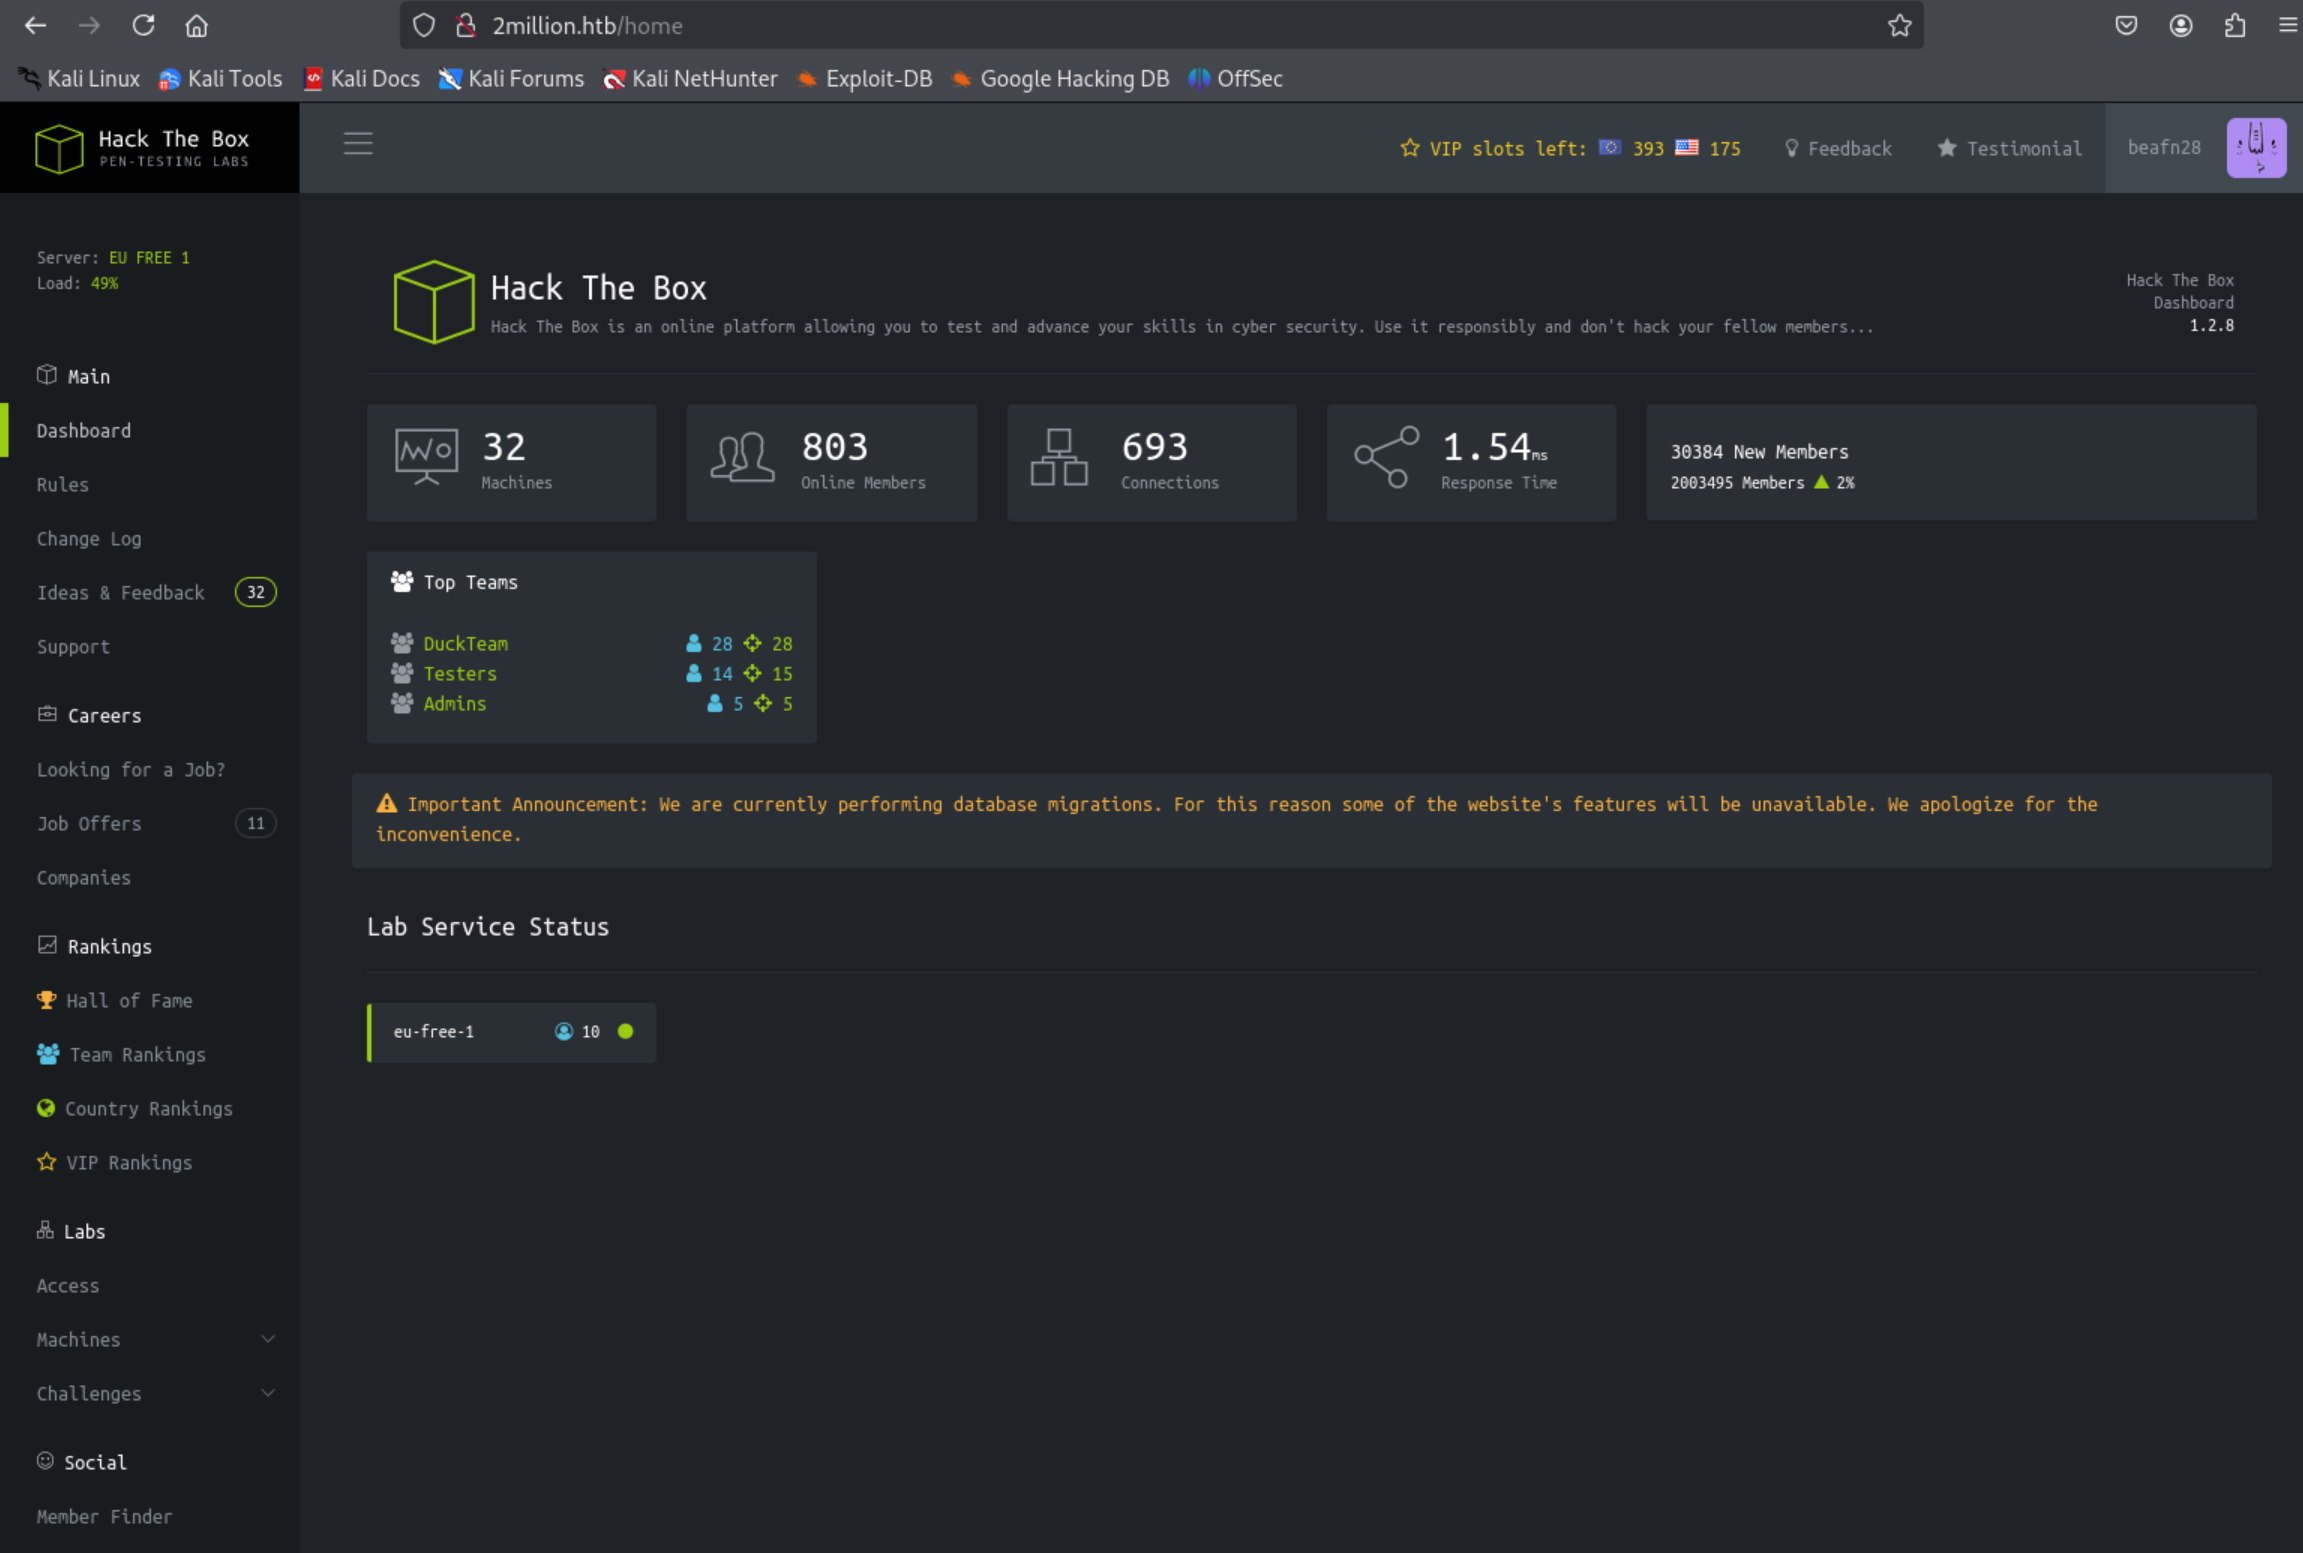 2million.htb/home
Kali Linux Kali Tools Kali Docs Kali Forums Kali NetHunter Exploit-DB Google Hacking DB OffSec
Hack The Box
PEN-TESTING LABS
VIP slots left: 393 175 Feedback Testimonial beafn28
Server: EU FREE 1
Load: 49%
Main
Dashboard
Rules
Change Log
Ideas & Feedback 32
Support
Careers
Looking for a Job?
Job Offers 11
Companies
Rankings
Hall of Fame
Team Rankings
Country Rankings
VIP Rankings
Labs
Access
Machines
Challenges
Social
Member Finder
Hack The Box
Hack The Box is an online platform allowing you to test and advance your skills in cyber security. Use it responsibly and don't hack your fellow members...
Hack The Box
Dashboard
1.2.8
32
Machines
803
Online Members
693
Connections
1.54ms
Response Time
30384 New Members
2003495 Members 2%
Top Teams
DuckTeam 28 28
Testers 14 15
Admins 5 5
Important Announcement: We are currently performing database migrations. For this reason some of the website's features will be unavailable. We apologize for the
inconvenience.
Lab Service Status
eu-free-1 10